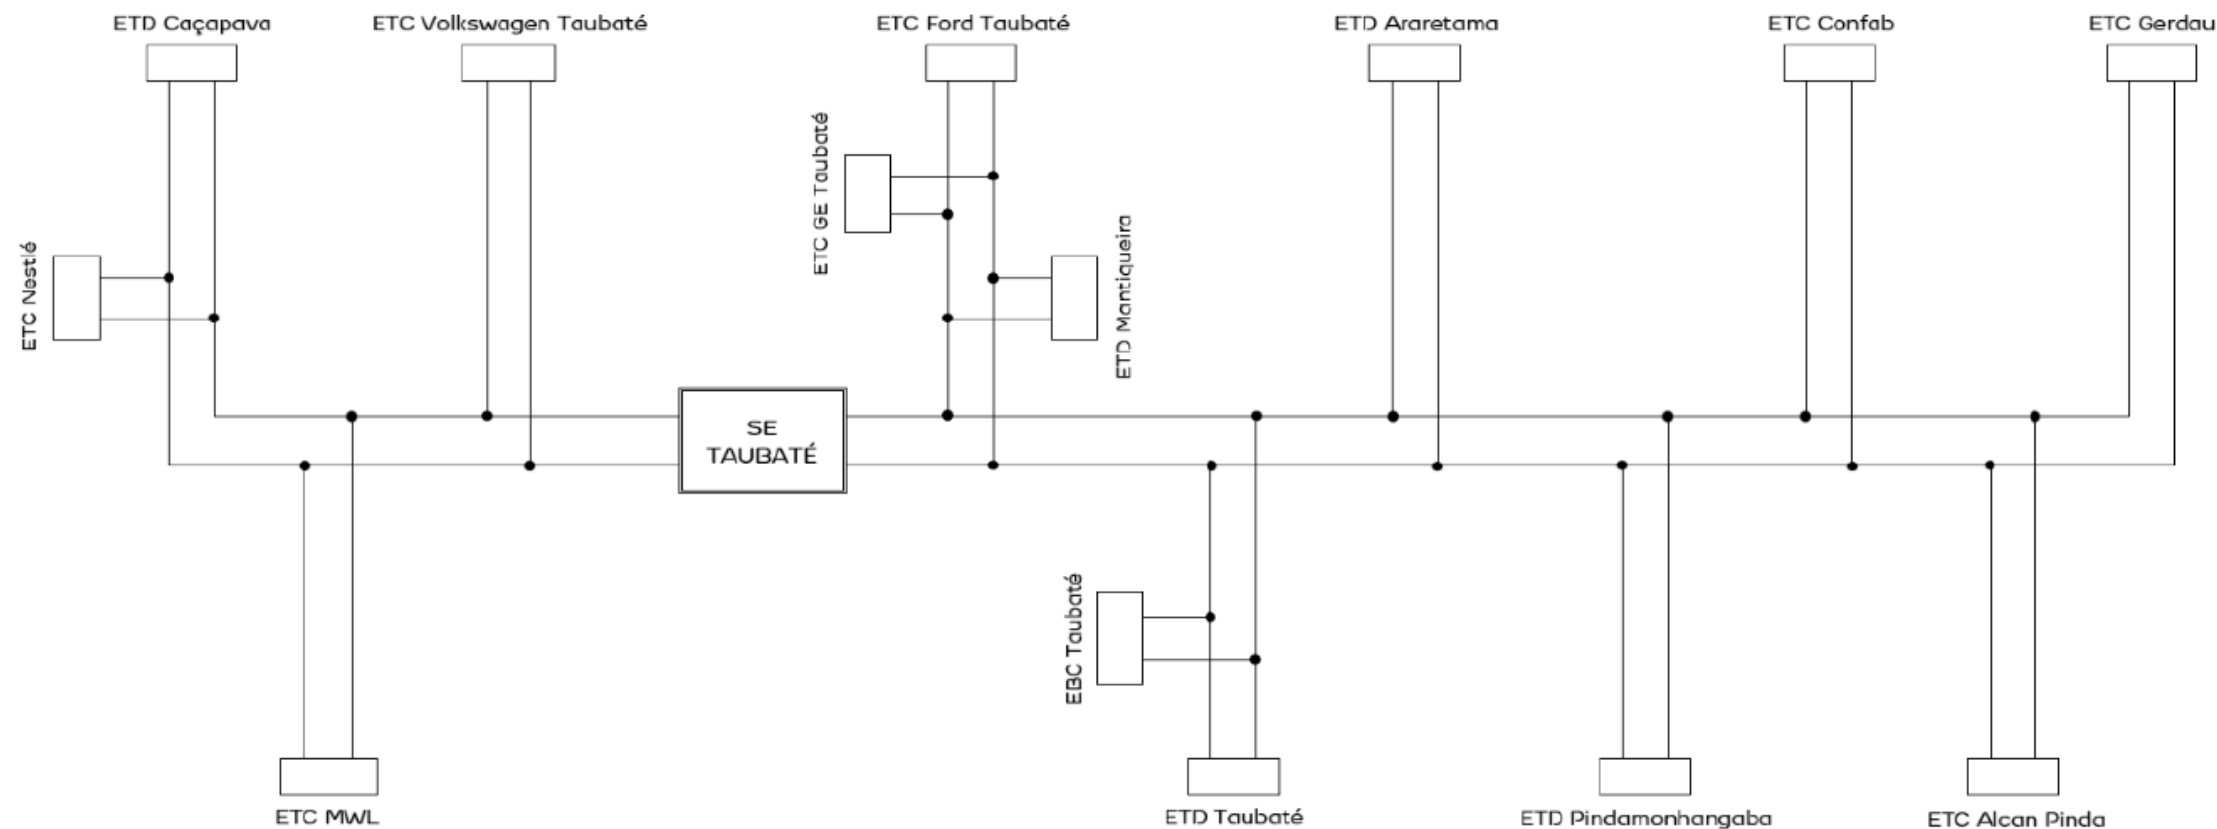 ETD Caçapava
ETC Volkswagen Taubaté
ETC Ford Taubaté
ETD Araretama
ETC Confab
ETC Gerdau
ETC GE Taubaté
ETD Mantiqueira
ETC Nestlé
SE
TAUBATÉ
EBC Taubaté
ETC MWL
ETD Taubaté
ETD Pindamonhangaba
ETC Alcan Pinda